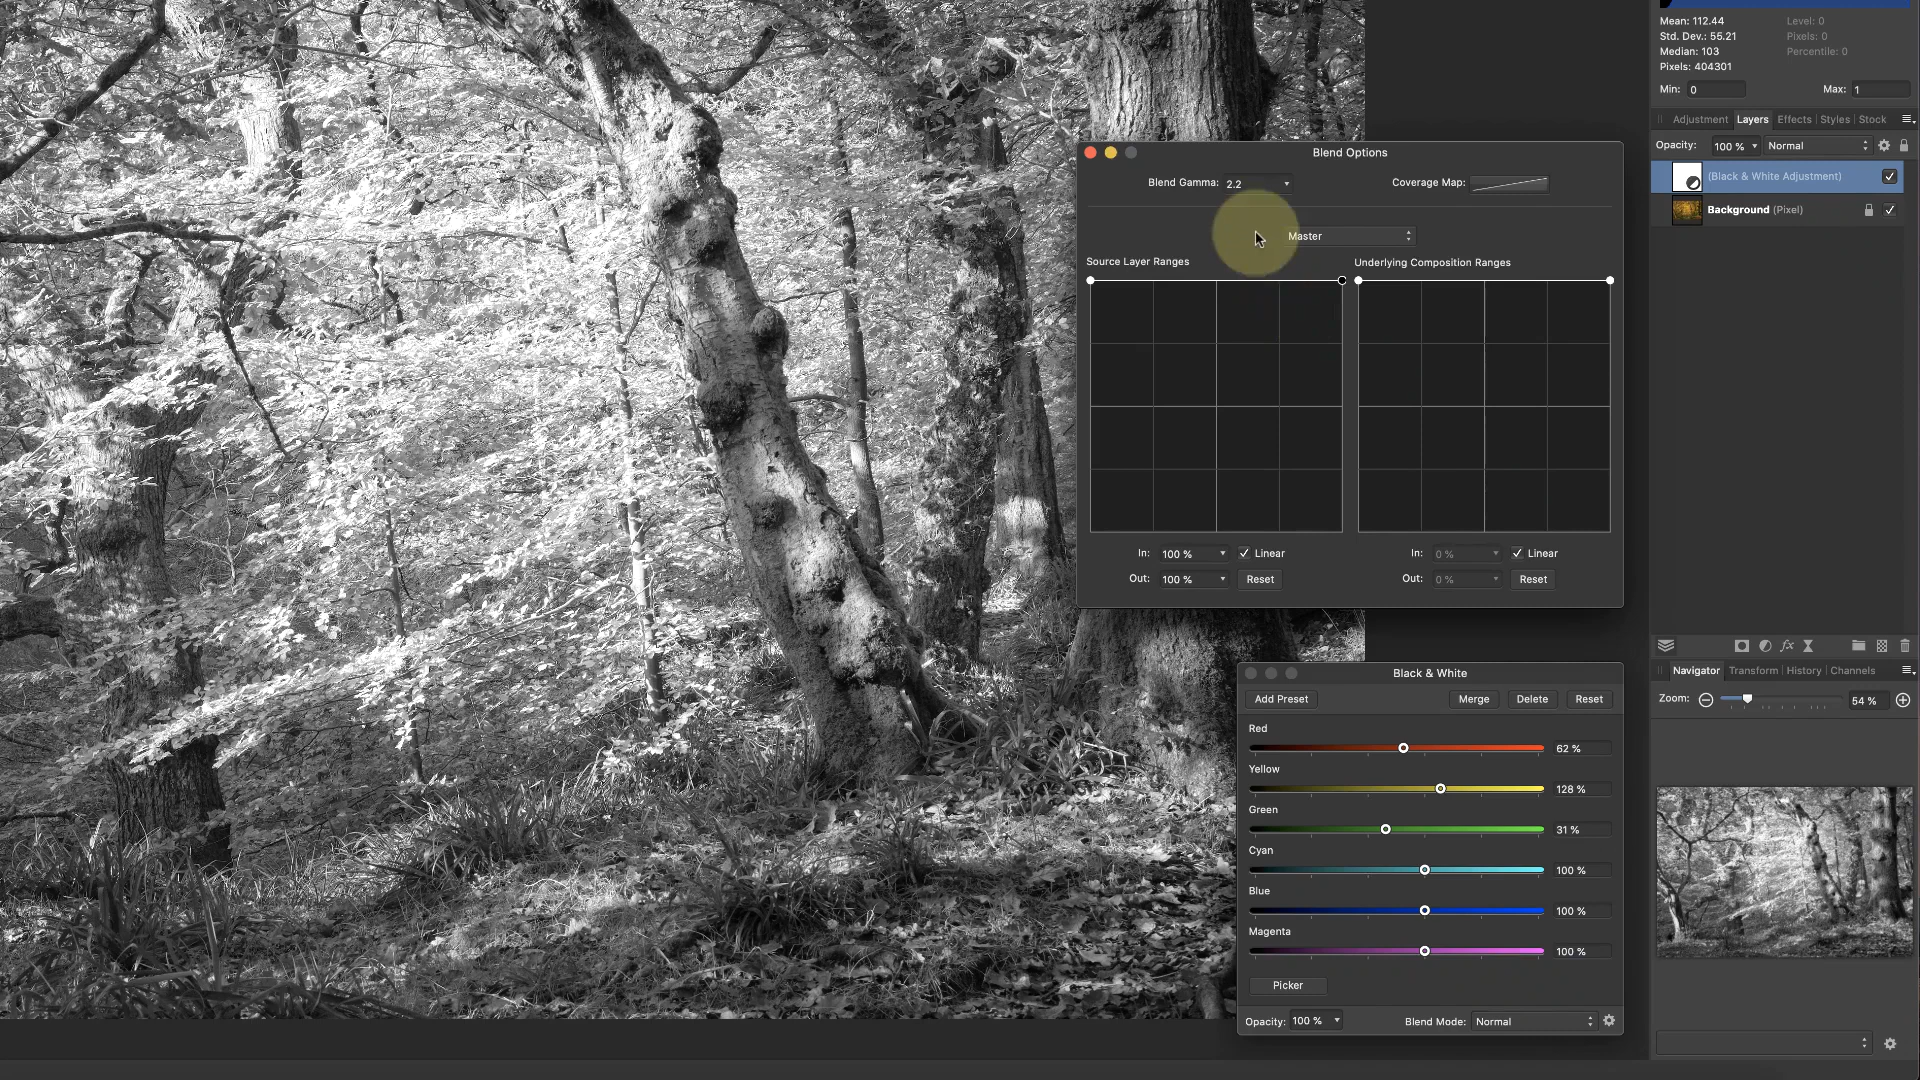 Mean: 112.44
Level: 0
Std. Dev.: 55.21
Pixels: 0
Median: 103
Percentile: 0
Pixels: 404301
Min: 0
Max: 1
Adjustment Layers Effects Styles Stock
Opacity: 100 % Normal
(Black & White Adjustment)
Background (Pixel)
Blend Options
Blend Gamma: 2.2
Coverage Map:
Master
Source Layer Ranges
Underlying Composition Ranges
In: 100 % Linear
Out: 100 % Reset
In: 0 % Linear
Out: 0 % Reset
fx
Navigator Transform History Channels
Zoom: 54 %
Black & White
Add Preset Merge Delete Reset
Red
62 %
Yellow
128 %
Green
31 %
Cyan
100 %
Blue
100 %
Magenta
100 %
Picker
Opacity: 100 % Blend Mode: Normal